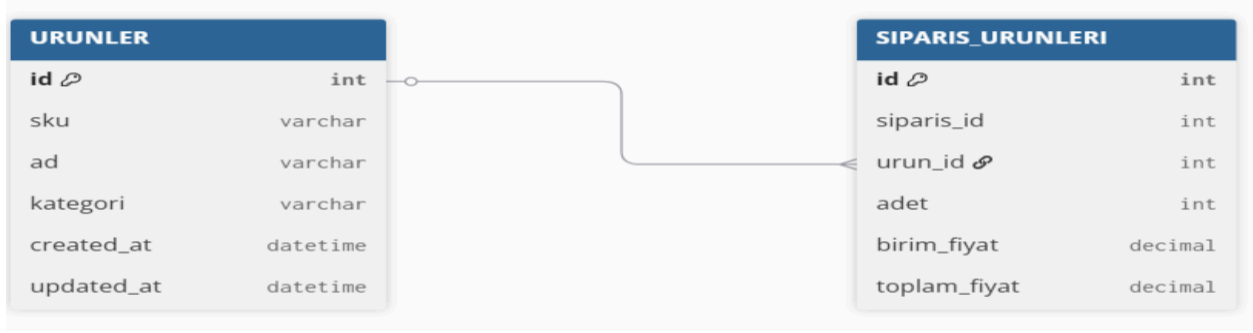 URUNLER
id int
sku varchar
ad varchar
kategori varchar
created_at datetime
updated_at datetime
SIPARIS_URUNLERI
id int
siparis_id int
urun_id int
adet int
birim_fiyat decimal
toplam_fiyat decimal